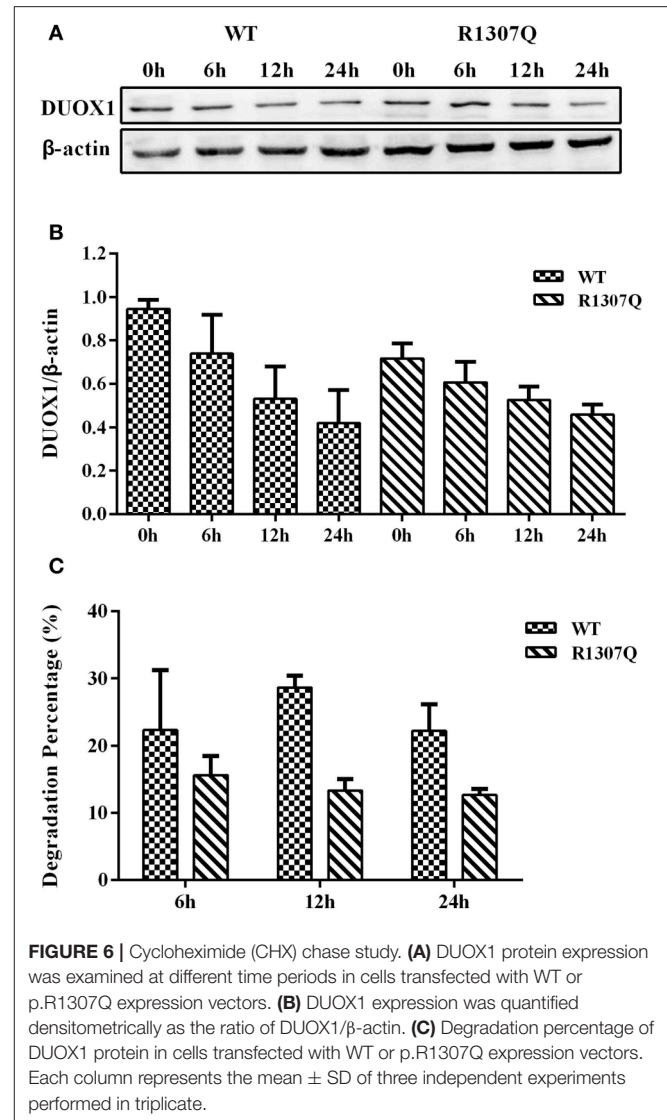 A
WT R1307Q
0h 6h 12h 24h 0h 6h 12h 24h
DUOX1
β-actin
B
1.2
1.0
0.8
0.6
0.4
0.2
0.0
DUOX1/β-actin
WT
R1307Q
0h 6h 12h 24h 0h 6h 12h 24h
C
40
30
20
10
0
Degradation Percentage (%)
WT
R1307Q
6h 12h 24h
FIGURE 6 | Cycloheximide (CHX) chase study. (A) DUOX1 protein expression
was examined at different time periods in cells transfected with WT or
p.R1307Q expression vectors. (B) DUOX1 expression was quantified
densitometrically as the ratio of DUOX1/β-actin. (C) Degradation percentage of
DUOX1 protein in cells transfected with WT or p.R1307Q expression vectors.
Each column represents the mean ± SD of three independent experiments
performed in triplicate.